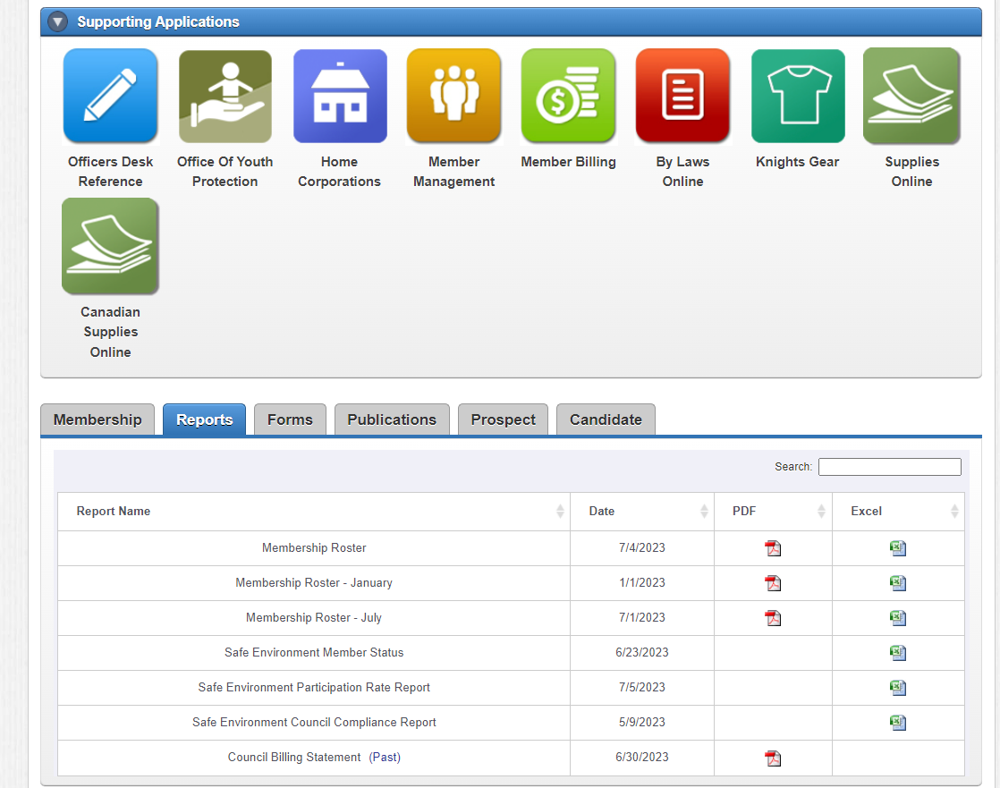 Supporting Applications
Officers Desk Reference
Office Of Youth Protection
Home Corporations
Member Management
Member Billing
By Laws Online
Knights Gear
Supplies Online
Canadian Supplies Online
Membership Reports Forms Publications Prospect Candidate
Search:
Report Name Date PDF Excel
Membership Roster 7/4/2023
Membership Roster - January 1/1/2023
Membership Roster - July 7/1/2023
Safe Environment Member Status 6/23/2023
Safe Environment Participation Rate Report 7/5/2023
Safe Environment Council Compliance Report 5/9/2023
Council Billing Statement (Past) 6/30/2023